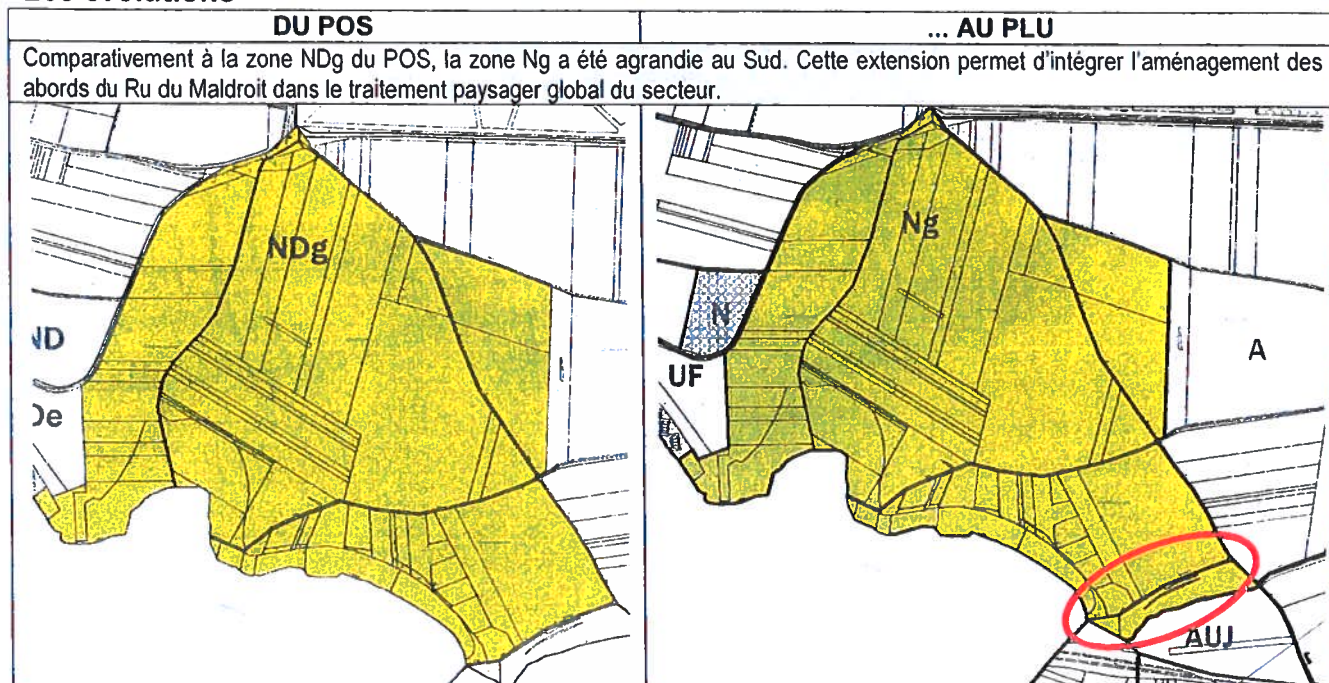 DU POS
... AU PLU
Comparativement à la zone NDg du POS, la zone Ng a été agrandie au Sud. Cette extension permet d'intégrer l'aménagement des
abords du Ru du Maldroit dans le traitement paysager global du secteur.
NDg
ND
De
Ng
N
UF
A
AUJ